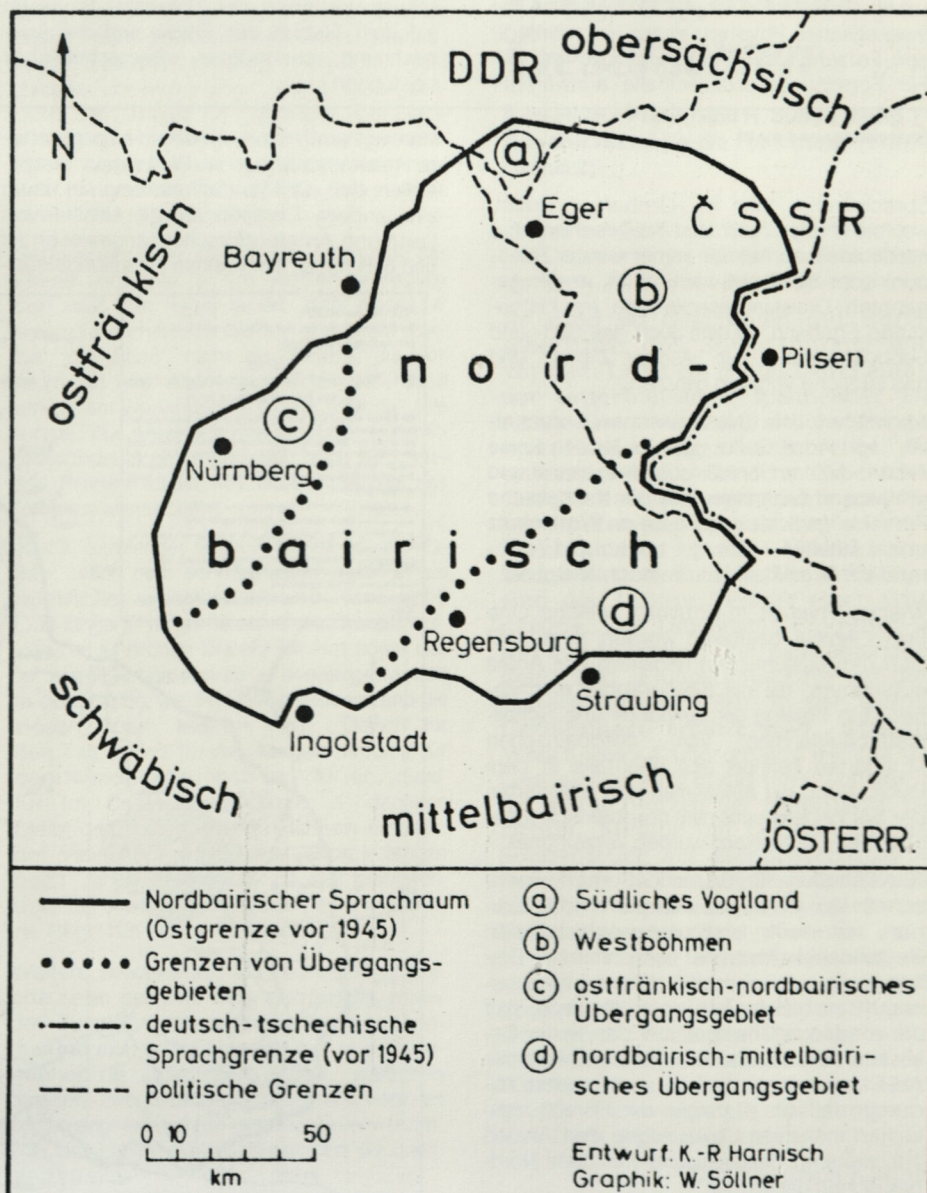 obersächsisch
DDR
N
a
Eger
ČSSR
ostfränkisch
Bayreuth
b
nord-
Pilsen
c
Nürnberg
bairisch
d
Regensburg
Straubing
Ingolstadt
schwäbisch
mittelbairisch
ÖSTERR.
Nordbairischer Sprachraum
(Ostgrenze vor 1945)
Grenzen von Übergangs-
gebieten
deutsch-tschechische
Sprachgrenze (vor 1945)
politische Grenzen
0 10 50
km
a Südliches Vogtland
b Westböhmen
c ostfränkisch-nordbairisches
Übergangsgebiet
d nordbairisch-mittelbairi-
sches Übergangsgebiet
Entwurf: K.-R Harnisch
Graphik: W. Söllner